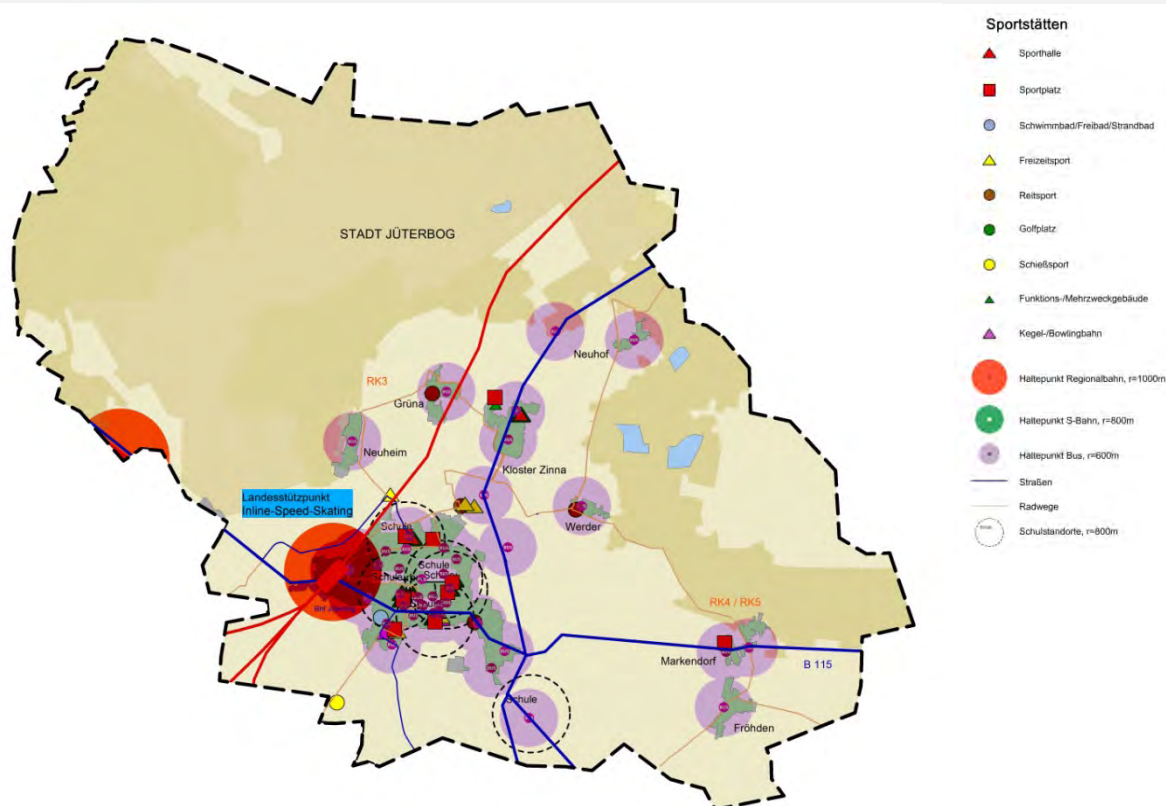 Sportstätten
Sporthalle
Sportplatz
Schwimmbad/Freibad/Strandbad
Freizeitsport
Reitsport
Golfplatz
Schießsport
Funktions-/Mehrzweckgebäude
Kegel-/Bowlingbahn
Haltepunkt Regionalbahn, r=1000m
Haltepunkt S-Bahn, r=800m
Haltepunkt Bus, r=600m
Straßen
Radwege
Schulstandorte, r=800m
STADT JÜTERBOG
Neuhof
RK3
Grüna
Neuheim
Kloster Zinna
Landesstützpunkt
Inline-Speed-Skating
Werder
Schule
Schule
RK4 / RK5
Markendorf
B 115
Schule
Fröhden